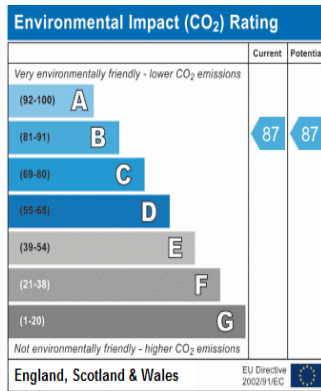 Environmental Impact (CO2) Rating
Current Potentia
Very environmentally friendly - lower CO2 emissions
(92-100) A
(81-91) B 87 87
(69-80) C
(55-68) D
(39-54) E
(21-38) F
(1-20) G
Not environmentally friendly - higher CO2 emissions
England, Scotland & Wales
EU Directive
2002/91/EC